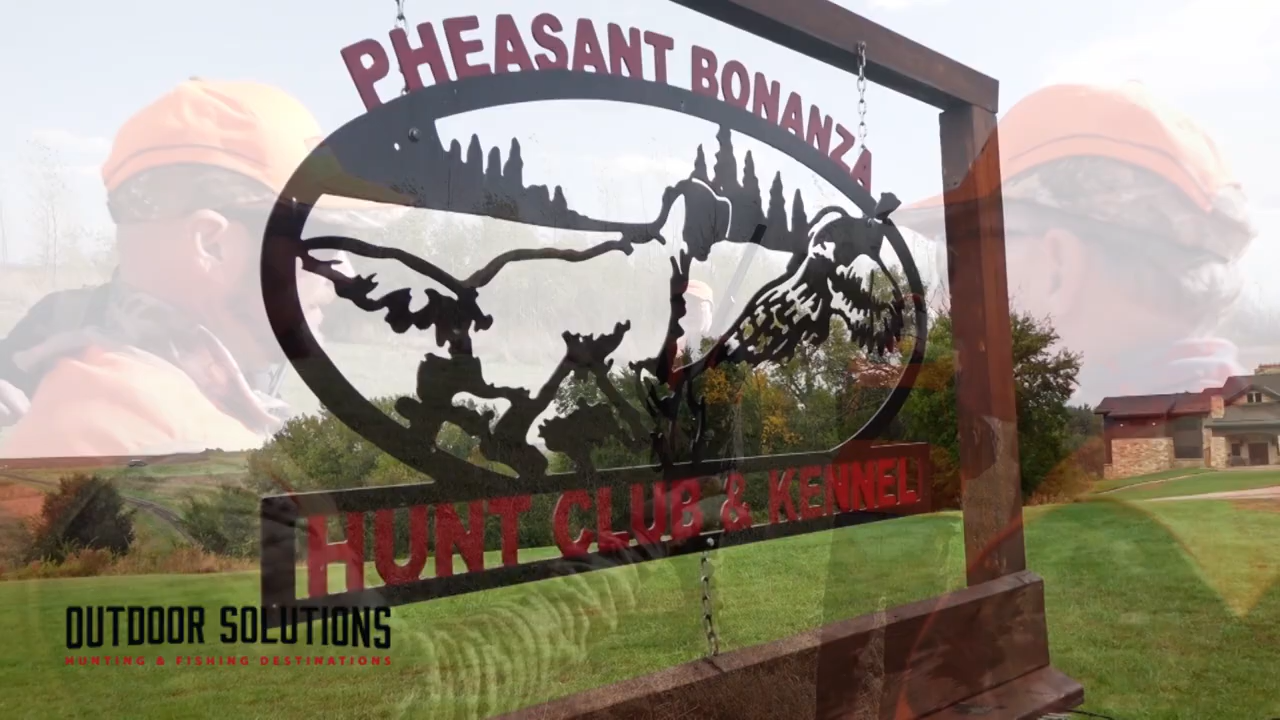 PHEASANT BONANZA
HUNT CLUB & KENNEL
OUTDOOR SOLUTIONS
HUNTING & FISHING DESTINATIONS